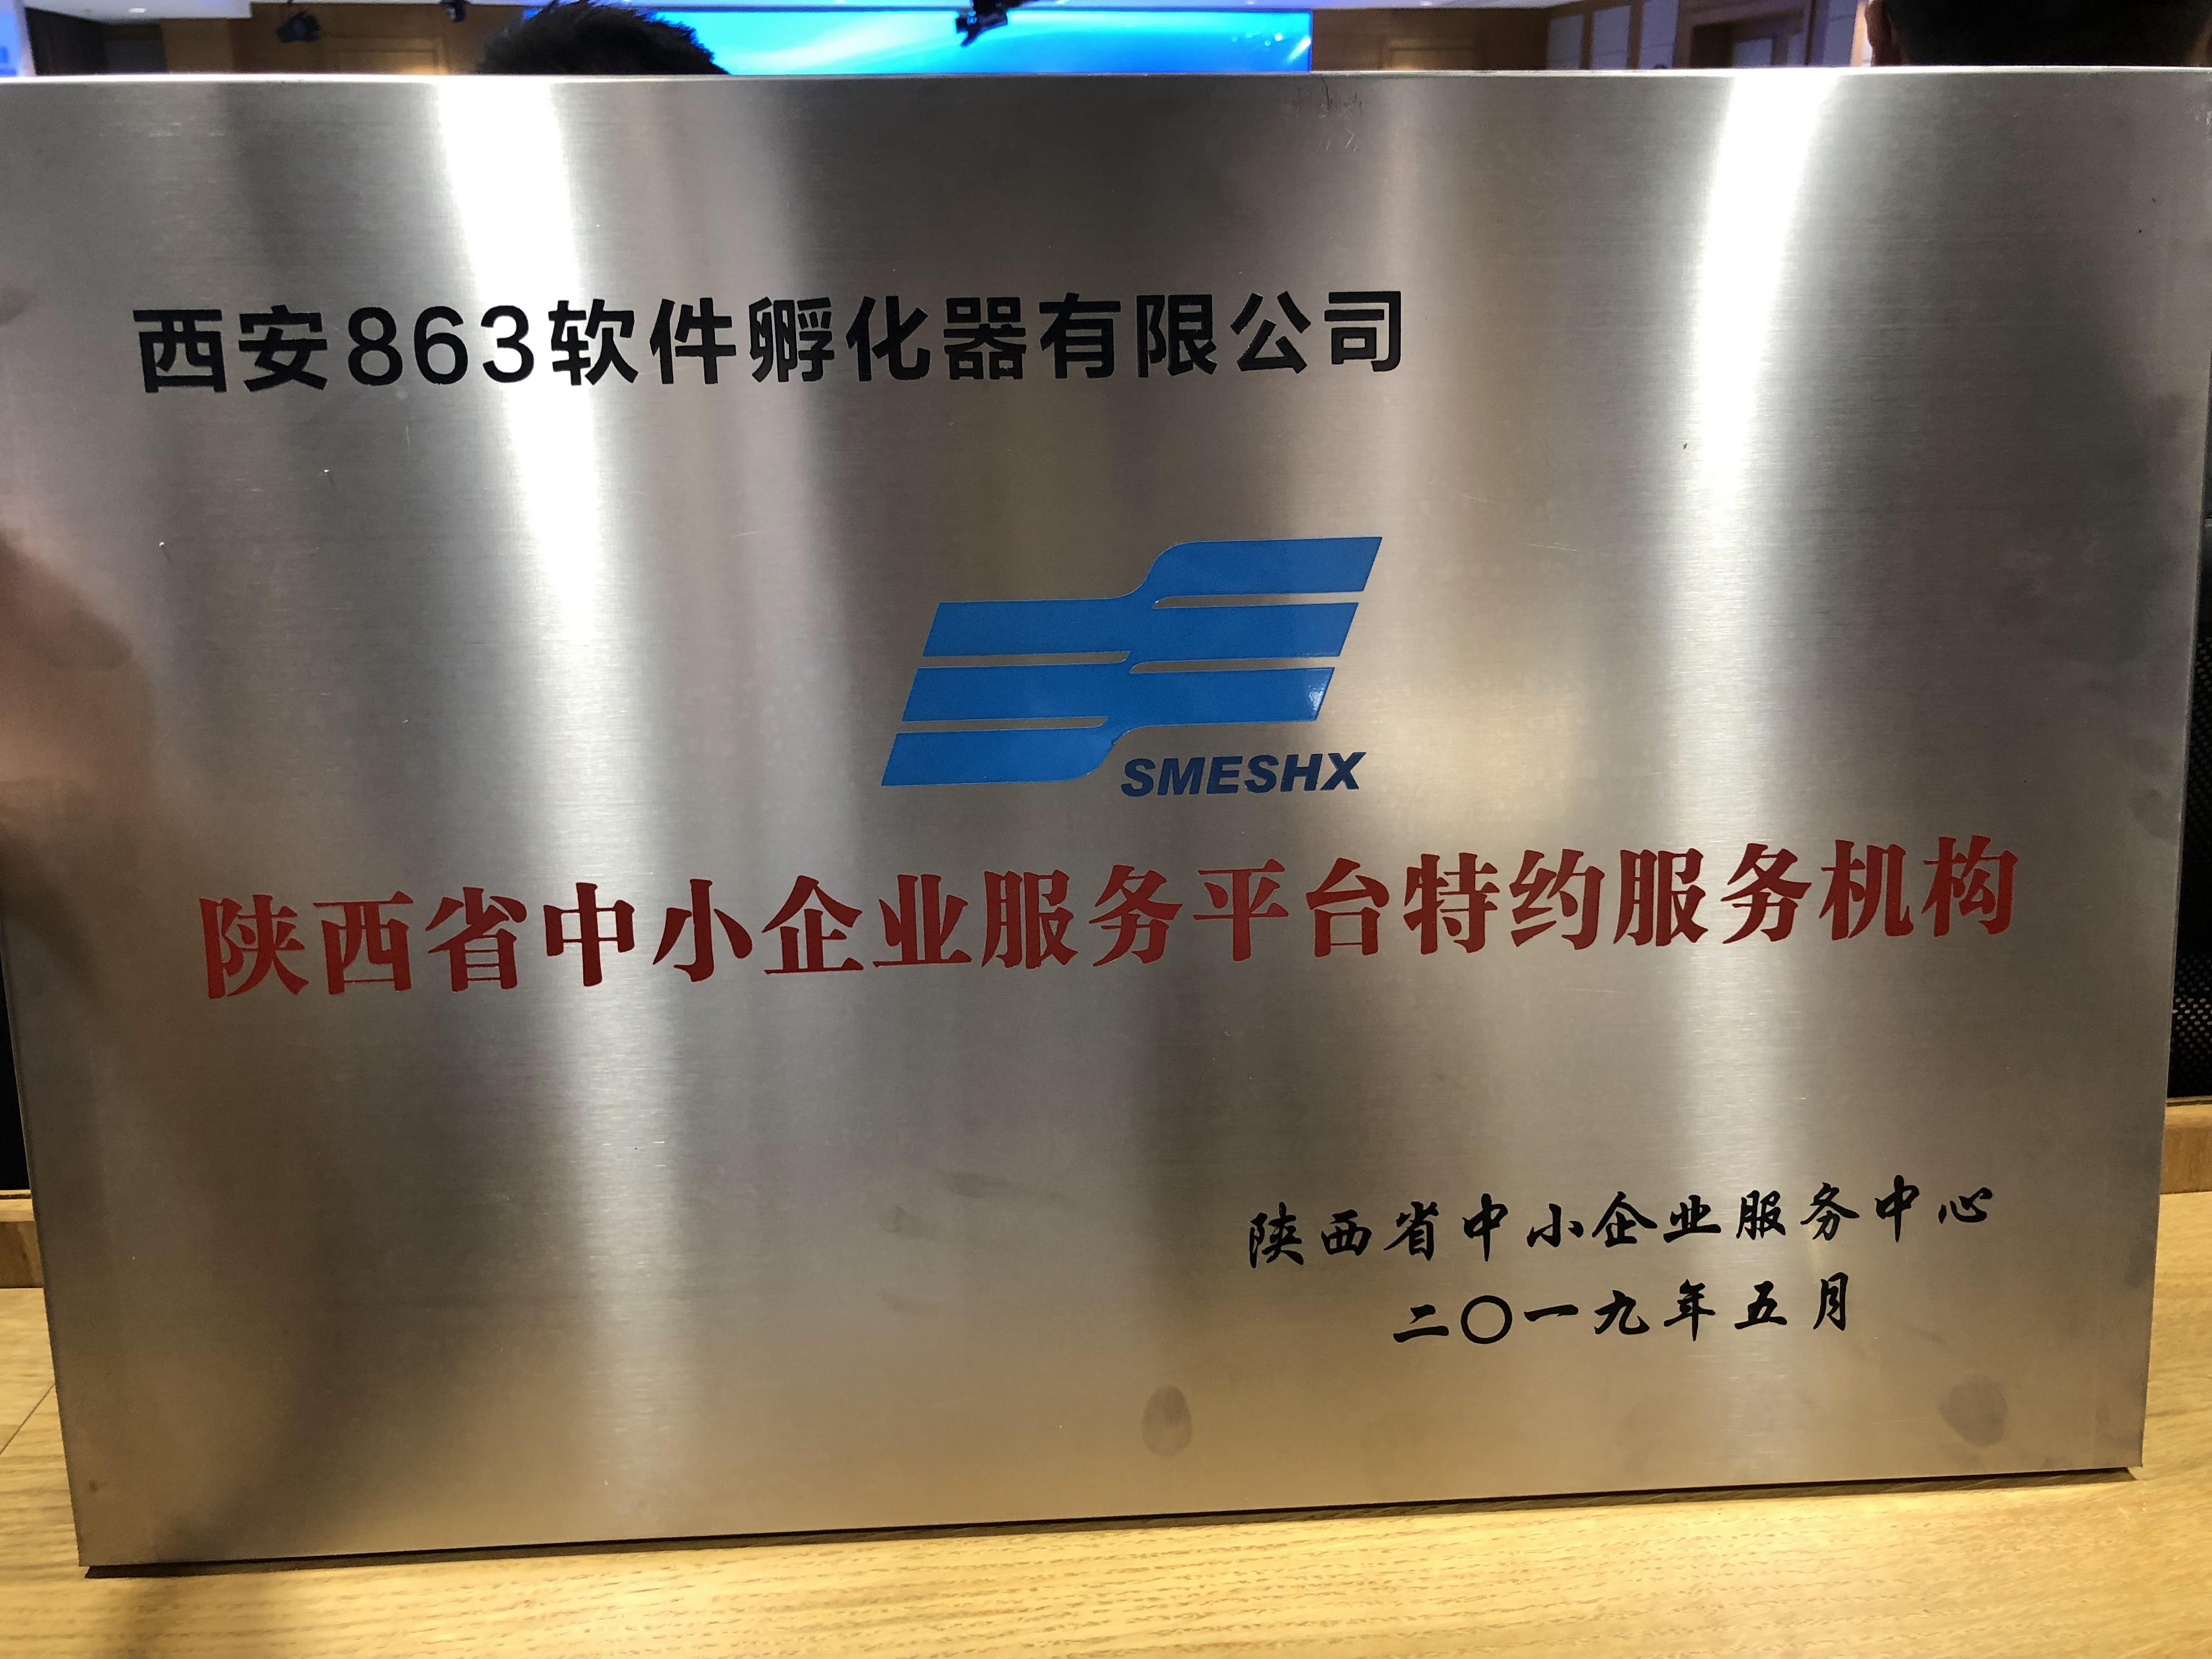 西安863软件孵化器有限公司
SMESHX
陕西省中小企业服务平台特约服务机构
陕西省中小企业服务中心
二〇一九年五月